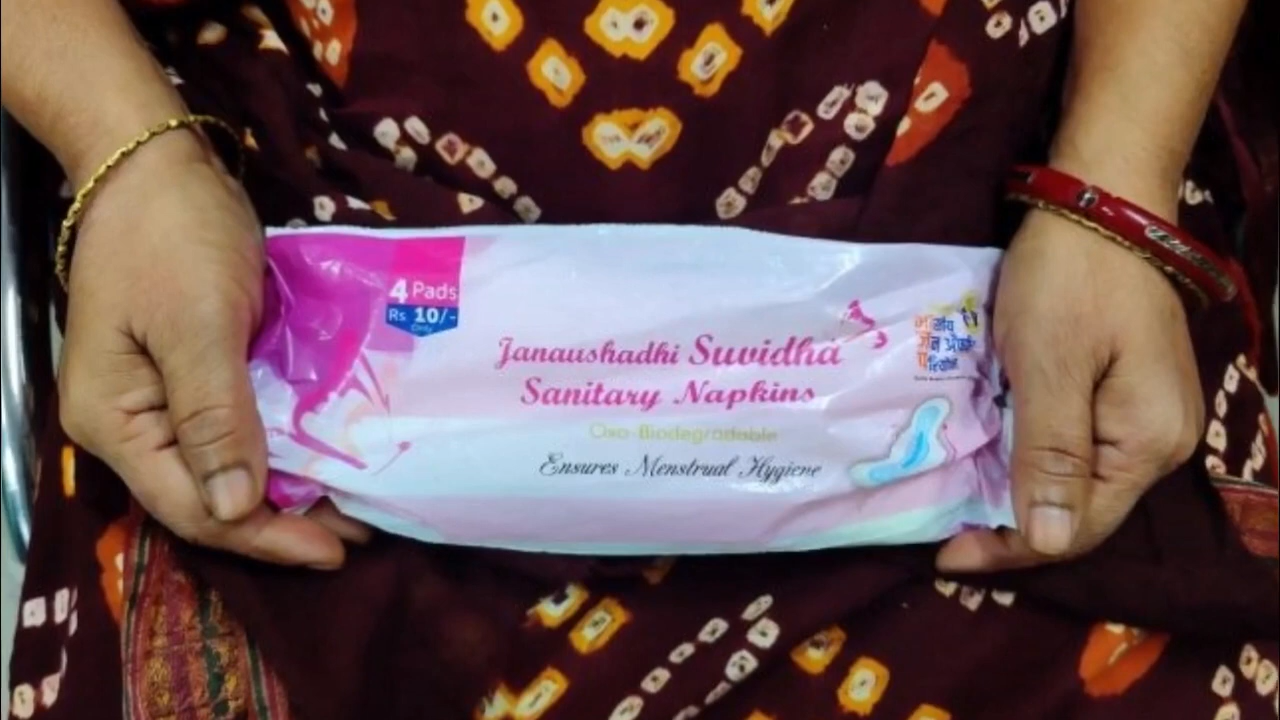 4 Pads
Rs 10/-
Only
Janaushadhi Suvidha
Sanitary Napkins
Oxo-Biodegradable
Ensures Menstrual Hygiene